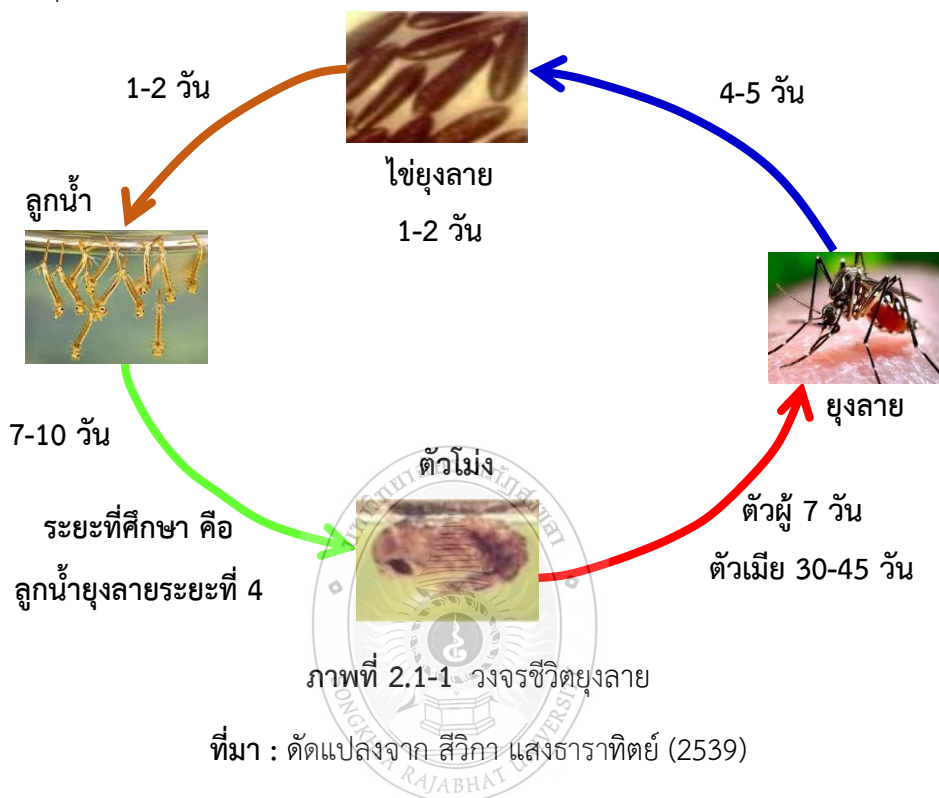 1-2 วัน
4-5 วัน
ไข่ยุงลาย
1-2 วัน
ลูกน้ำ
ยุงลาย
7-10 วัน
ตัวโม่ง
ตัวผู้ 7 วัน
ตัวเมีย 30-45 วัน
ระยะที่ศึกษา คือ
ลูกน้ำยุงลายระยะที่ 4
ภาพที่ 2.1-1 วงจรชีวิตยุงลาย
ที่มา : ดัดแปลงจาก สีวิกา แสงธาราทิตย์ (2539)
RAJABHAT UNIVERSITY